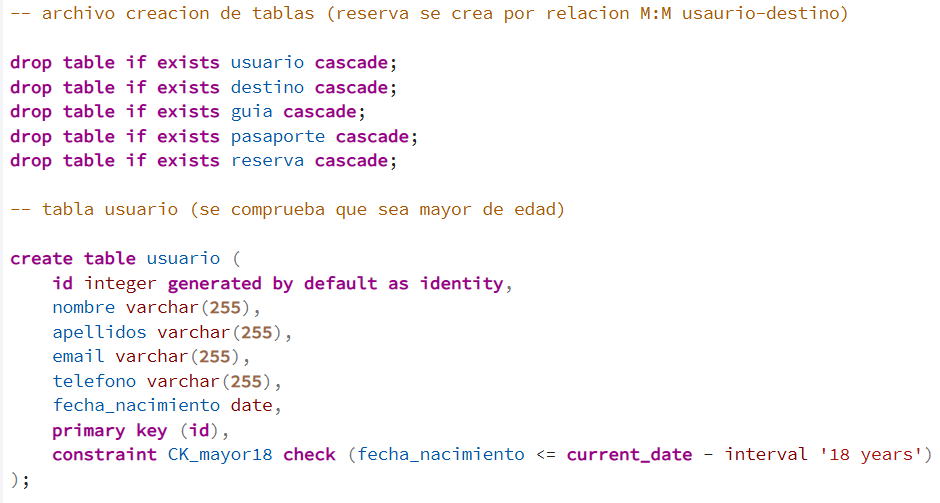 -- archivo creacion de tablas (reserva se crea por relacion M:M usaurio-destino)
drop table if exists usuario cascade;
drop table if exists destino cascade;
drop table if exists guia cascade;
drop table if exists pasaporte cascade;
drop table if exists reserva cascade;
-- tabla usuario (se comprueba que sea mayor de edad)
create table usuario (
id integer generated by default as identity,
nombre varchar(255),
apellidos varchar(255),
email varchar(255),
telefono varchar(255),
fecha_nacimiento date,
primary key (id),
constraint CK_mayor18 check (fecha_nacimiento <= current_date - interval '18 years')
);